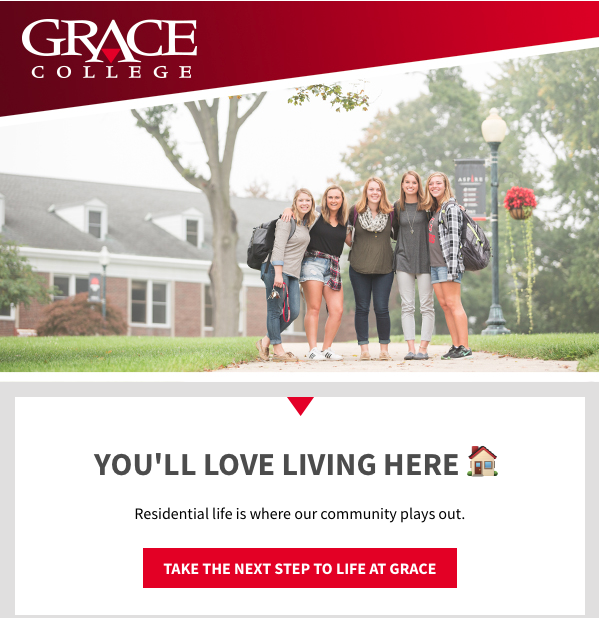 GRACE
COLLEGE
ASPIRE
YOU'LL LOVE LIVING HERE 🏠
Residential life is where our community plays out.
TAKE THE NEXT STEP TO LIFE AT GRACE